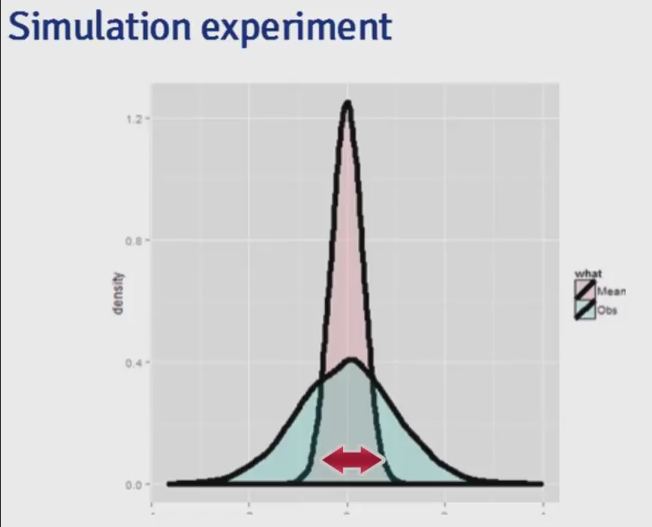 Simulation experiment
1.2
0.8
0.4
0.0
density
what
Mean
Obs